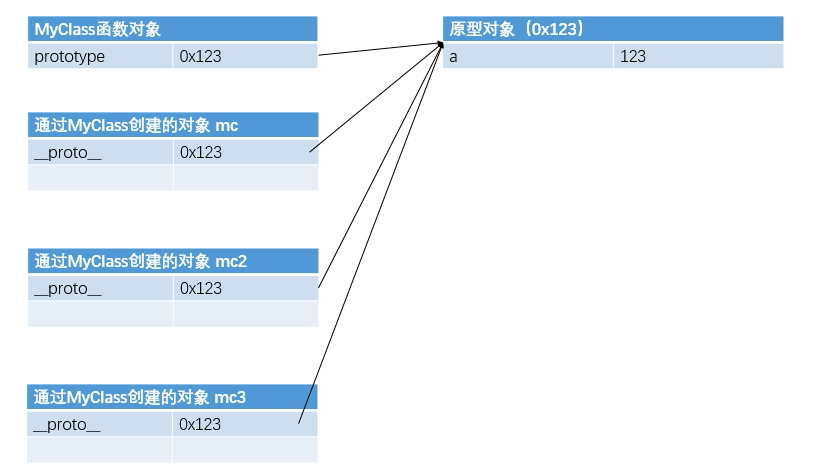 MyClass函数对象
prototype 0x123
原型对象（0x123）
a 123
通过MyClass创建的对象 mc
__proto__ 0x123
通过MyClass创建的对象 mc2
__proto__ 0x123
通过MyClass创建的对象 mc3
__proto__ 0x123